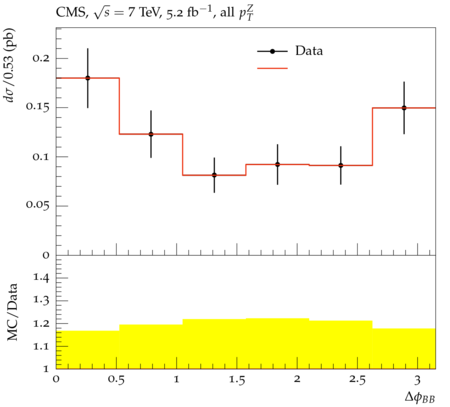 CMS, √s = 7 TeV, 5.2 fb⁻¹, all p_T^Z
dσ/0.53 (pb)
Data
0.2
0.15
0.1
0.05
0
MC/Data
1.4
1.3
1.2
1.1
1
0 0.5 1 1.5 2 2.5 3
Δϕ_BB